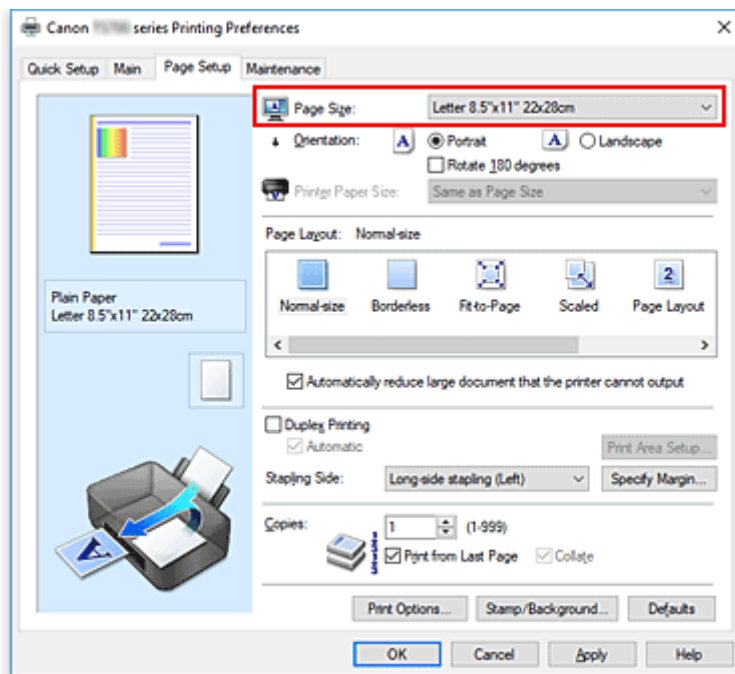 Canon series Printing Preferences
Quick Setup Main Page Setup Maintenance
Page Size: Letter 8.5"x11" 22x28cm
Orientation: A Portrait A Landscape
Rotate 180 degrees
Printer Paper Size: Same as Page Size
Page Layout: Normal-size
2
Normal-size Borderless Fit-to-Page Scaled Page Layout
Automatically reduce large document that the printer cannot output
Plain Paper
Letter 8.5"x11" 22x28cm
Duplex Printing
Automatic Print Area Setup...
Stapling Side: Long-side stapling (Left) Specify Margin...
Copies: 1 (1-999)
Print from Last Page Collate
A
Print Options... Stamp/Background... Defaults
OK Cancel Apply Help